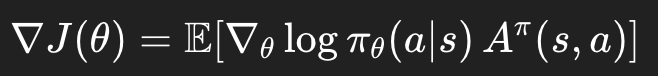 ∇J(θ) = 𝔼[∇_θ log π_θ(a|s) A^π(s, a)]